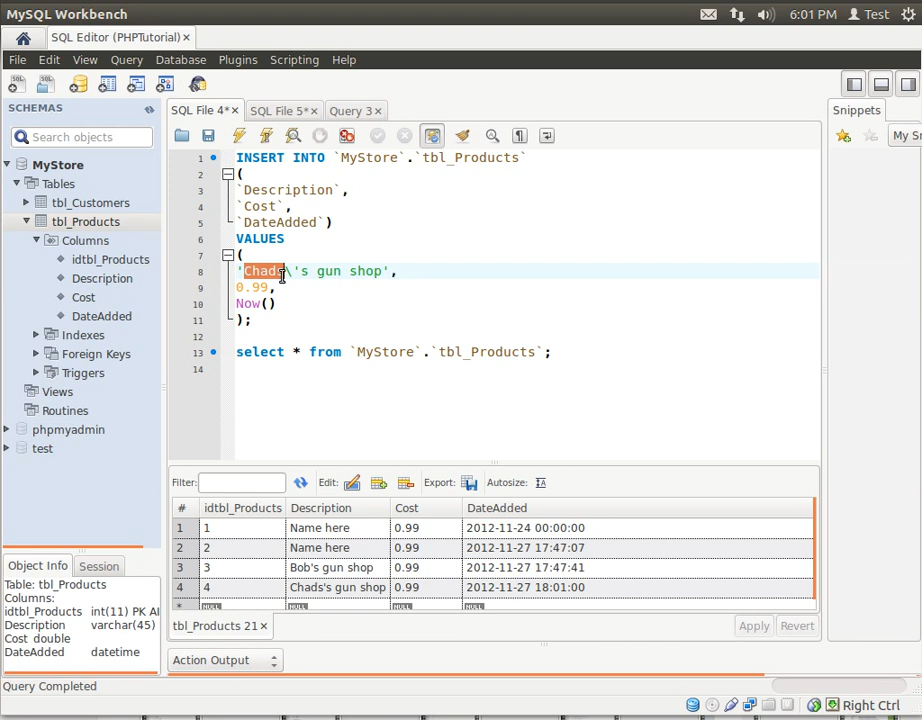 MySQL Workbench
6:01 PM Test
SQL Editor (PHPTutorial)
File Edit View Query Database Plugins Scripting Help
SCHEMAS
Search objects
MyStore
Tables
tbl_Customers
tbl_Products
Columns
idtbl_Products
Description
Cost
DateAdded
Indexes
Foreign Keys
Triggers
Views
Routines
phpmyadmin
test
SQL File 4* SQL File 5* Query 3
1 INSERT INTO `MyStore`.`tbl_Products`
2 (
3 `Description`,
4 `Cost`,
5 `DateAdded`)
6 VALUES
7 (
8 'Chads\'s gun shop',
9 0.99,
10 Now()
11 );
12
13 select * from `MyStore`.`tbl_Products`;
14
Snippets
My Sn
Filter: Edit: Export: Autosize:
# idtbl_Products Description Cost DateAdded
1 1 Name here 0.99 2012-11-24 00:00:00
2 2 Name here 0.99 2012-11-27 17:47:07
3 3 Bob's gun shop 0.99 2012-11-27 17:47:41
4 4 Chads's gun shop 0.99 2012-11-27 18:01:00
* NULL NULL NULL NULL
tbl_Products 21
Apply Revert
Object Info Session
Table: tbl_Products
Columns:
idtbl_Products int(11) PK AI
Description varchar(45)
Cost double
DateAdded datetime
Action Output
Query Completed
Right Ctrl